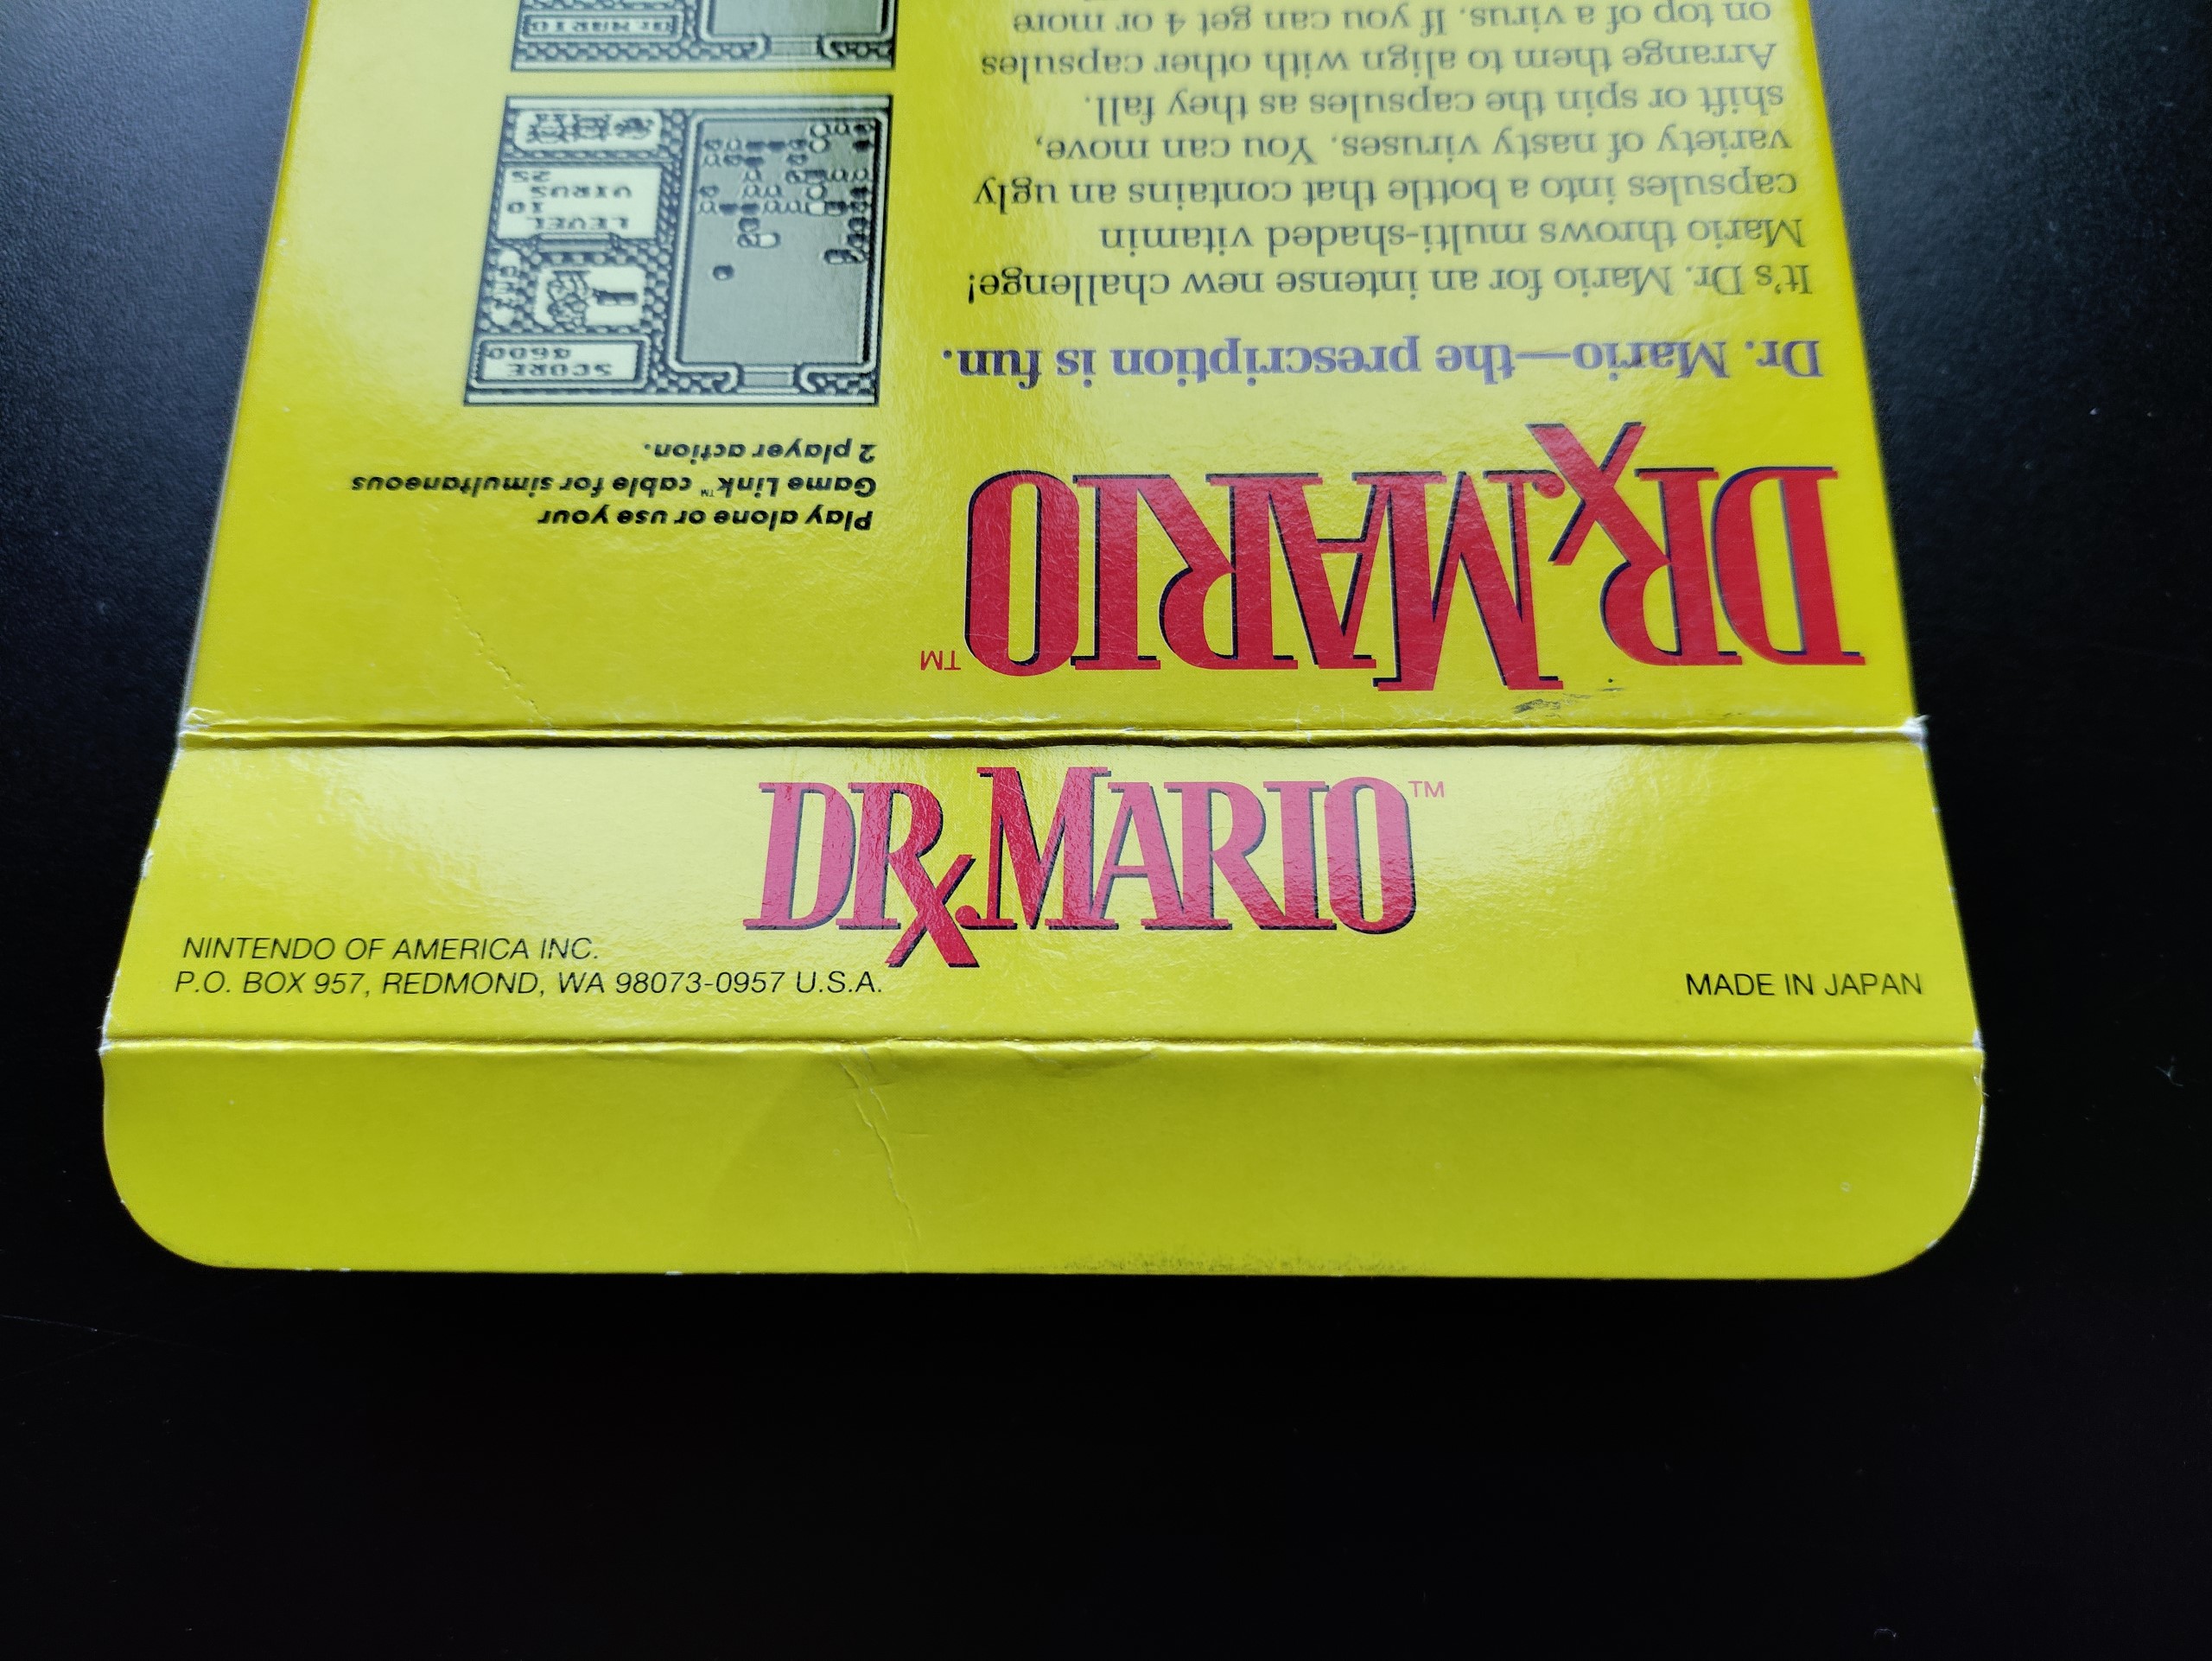 DR. MARIO™
NINTENDO OF AMERICA INC.
P.O. BOX 957, REDMOND, WA 98073-0957 U.S.A.
MADE IN JAPAN
DR. MARIO™
Dr. Mario—the prescription is fun.
It's Dr. Mario for an intense new challenge!
Mario throws multi-shaded vitamin
capsules into a bottle that contains an ugly
variety of nasty viruses. You can move,
shift or spin the capsules as they fall.
Arrange them to align with other capsules
on top of a virus. If you can get 4 or more
Play alone or use your
Game Link™ cable for simultaneous
2 player action.
SCORE
LEVEL
10
VIRUS
25
DR.MARIO